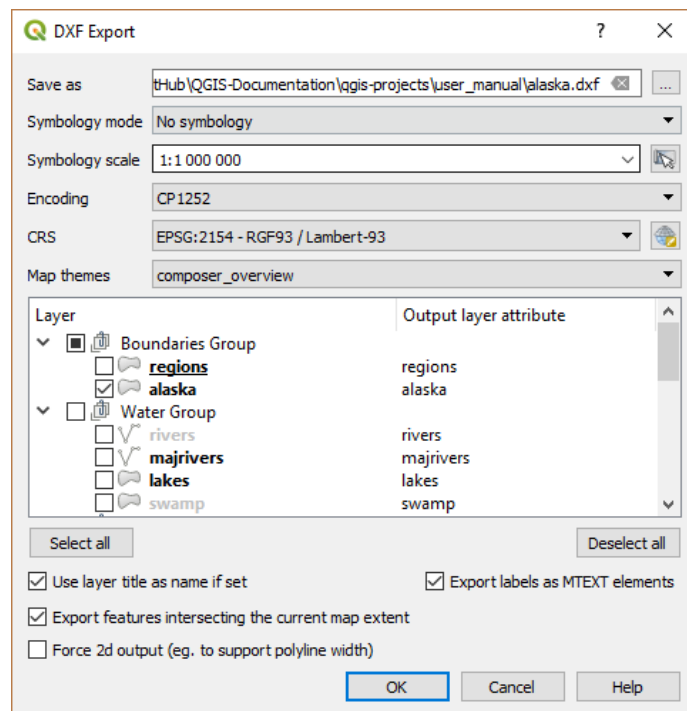 DXF Export ?
Save as tHub\QGIS-Documentation\qgis-projects\user_manual\alaska.dxf ...
Symbology mode No symbology
Symbology scale 1:1 000 000
Encoding CP1252
CRS EPSG:2154 - RGF93 / Lambert-93
Map themes composer_overview
Layer Output layer attribute
Boundaries Group
regions regions
alaska alaska
Water Group
rivers rivers
majrivers majrivers
lakes lakes
swamp swamp
Select all Deselect all
Use layer title as name if set Export labels as MTEXT elements
Export features intersecting the current map extent
Force 2d output (eg. to support polyline width)
OK Cancel Help